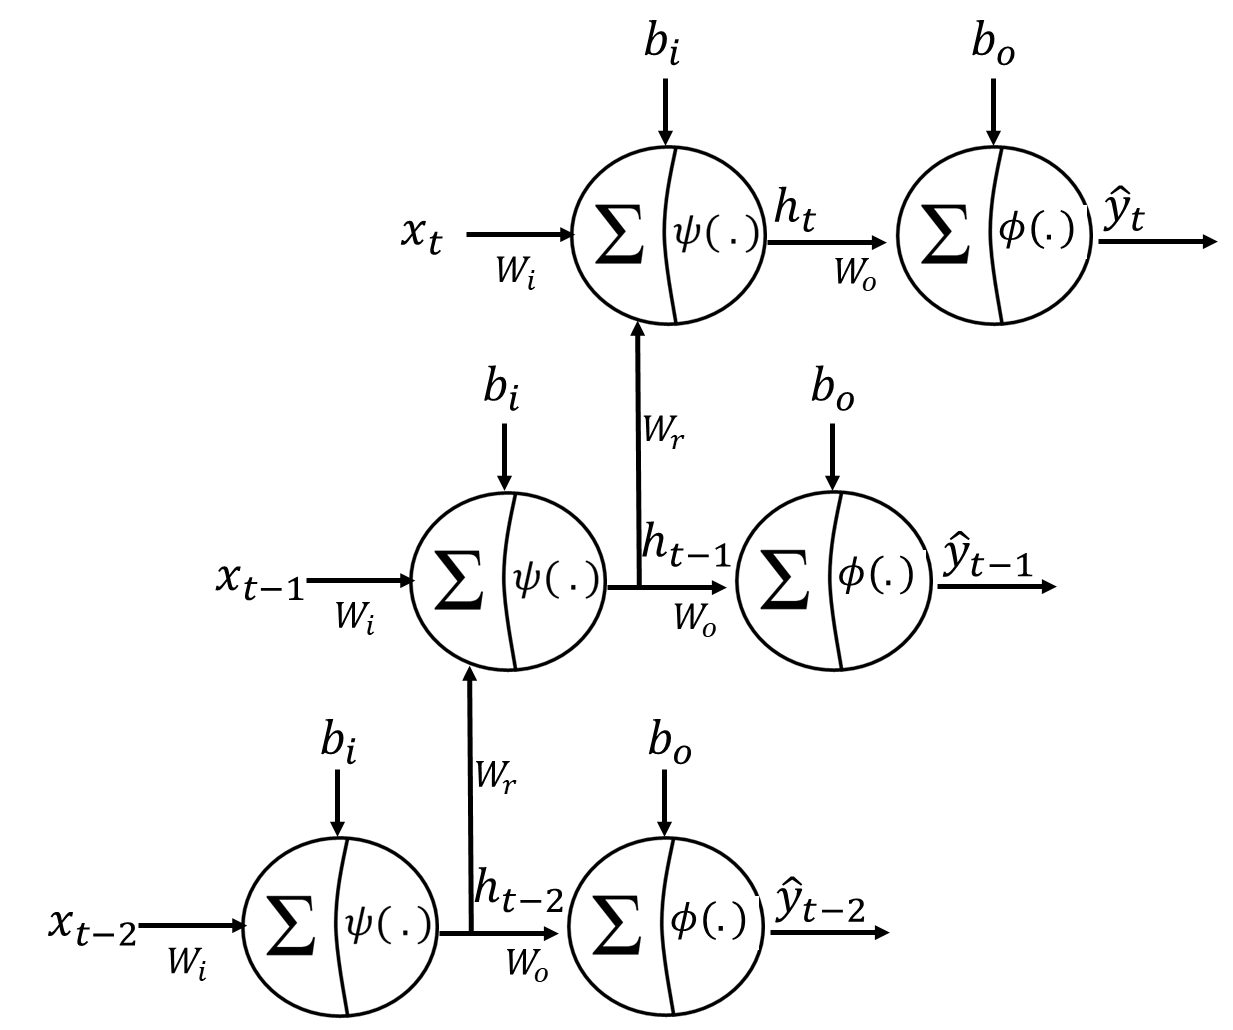 b_i b_o
x_t W_i Σ ψ(.) h_t W_o Σ ϕ(.) ŷ_t
W_r
b_i b_o
x_{t−1} W_i Σ ψ(.) h_{t−1} W_o Σ ϕ(.) ŷ_{t−1}
W_r
b_i b_o
x_{t−2} W_i Σ ψ(.) h_{t−2} W_o Σ ϕ(.) ŷ_{t−2}